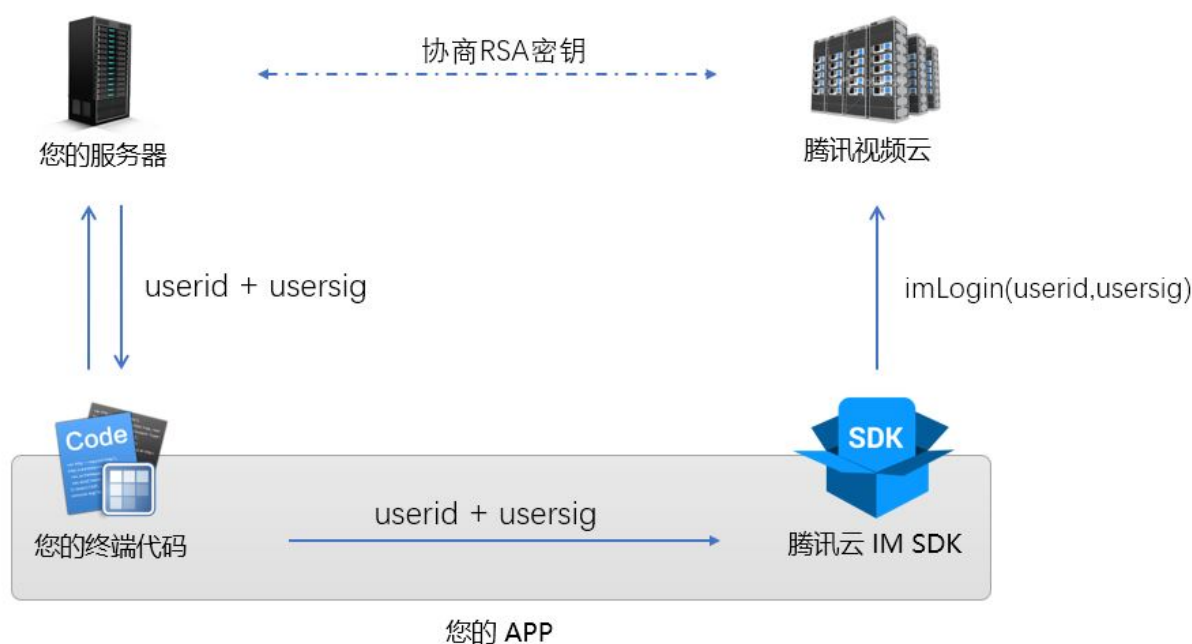 协商RSA密钥
您的服务器
腾讯视频云
userid + usersig
imLogin(userid,usersig)
Code
SDK
userid + usersig
您的终端代码
腾讯云 IM SDK
您的 APP